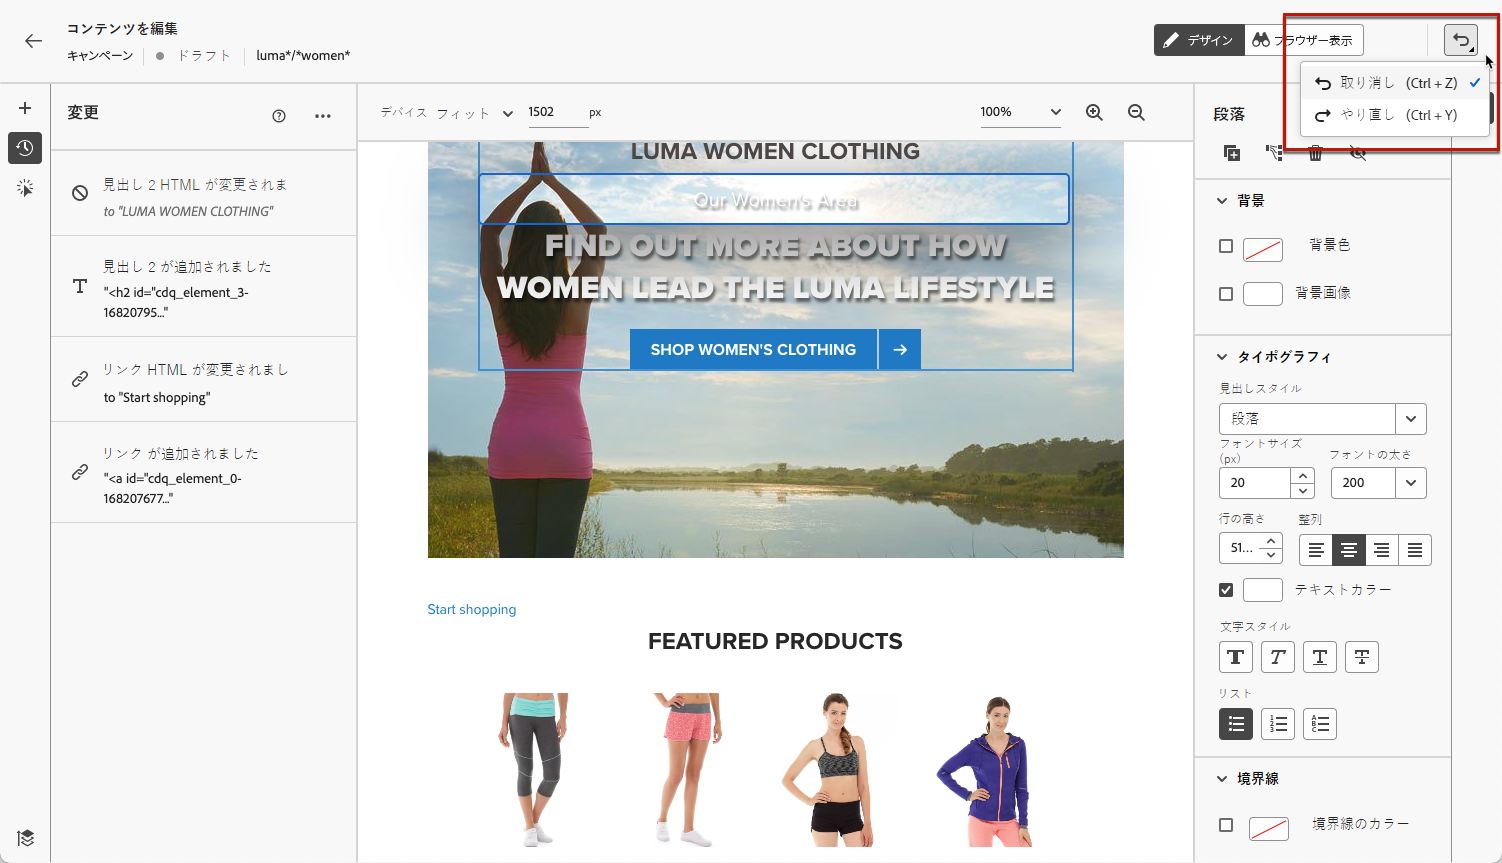 コンテンツを編集
キャンペーン ドラフト luma*/*women*
デザイン ブラウザー表示
取り消し (Ctrl + Z)
やり直し (Ctrl + Y)
変更
見出し 2 HTML が変更されま
to "LUMA WOMEN CLOTHING"
見出し 2 が追加されました
"<h2 id="cdq_element_3-
16820795..."
リンク HTML が変更されまし
to "Start shopping"
リンク が追加されました
"<a id="cdq_element_0-
168207677..."
デバイス フィット 1502 px 100%
LUMA WOMEN CLOTHING
Our Women's Area
FIND OUT MORE ABOUT HOW
WOMEN LEAD THE LUMA LIFESTYLE
SHOP WOMEN'S CLOTHING
Start shopping
FEATURED PRODUCTS
段落
背景
背景色
背景画像
タイポグラフィ
見出しスタイル
段落
フォントサイズ
(px)
フォントの太さ
20 200
行の高さ 整列
51...
テキストカラー
文字スタイル
T T T T
リスト
境界線
境界線のカラー